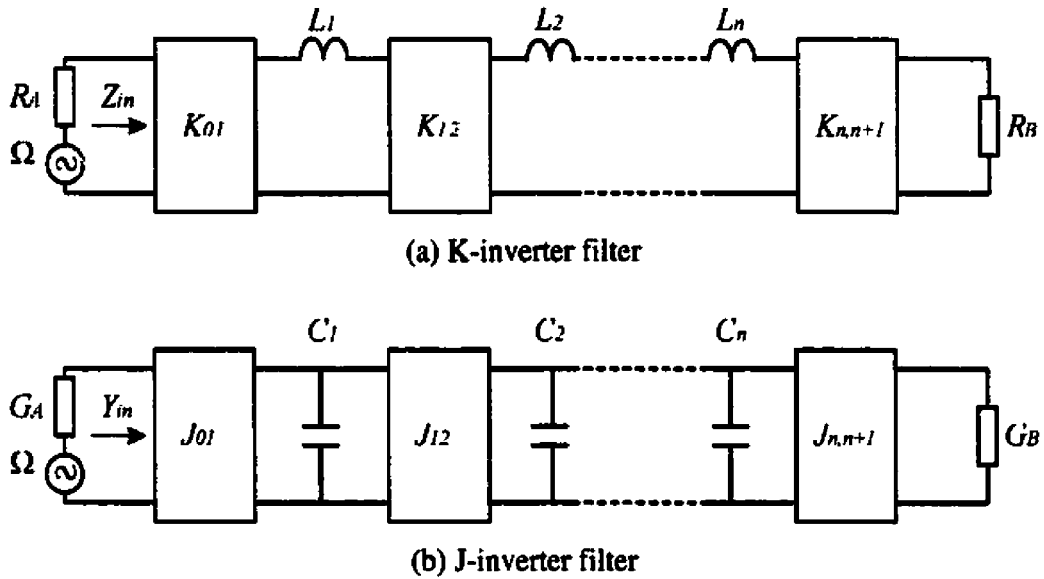 L1 L2 Ln
RA Zin K01 K12 Kn,n+1 RB
Ω
(a) K-inverter filter
C1 C2 Cn
GA Yin J01 J12 Jn,n+1 GB
Ω
(b) J-inverter filter